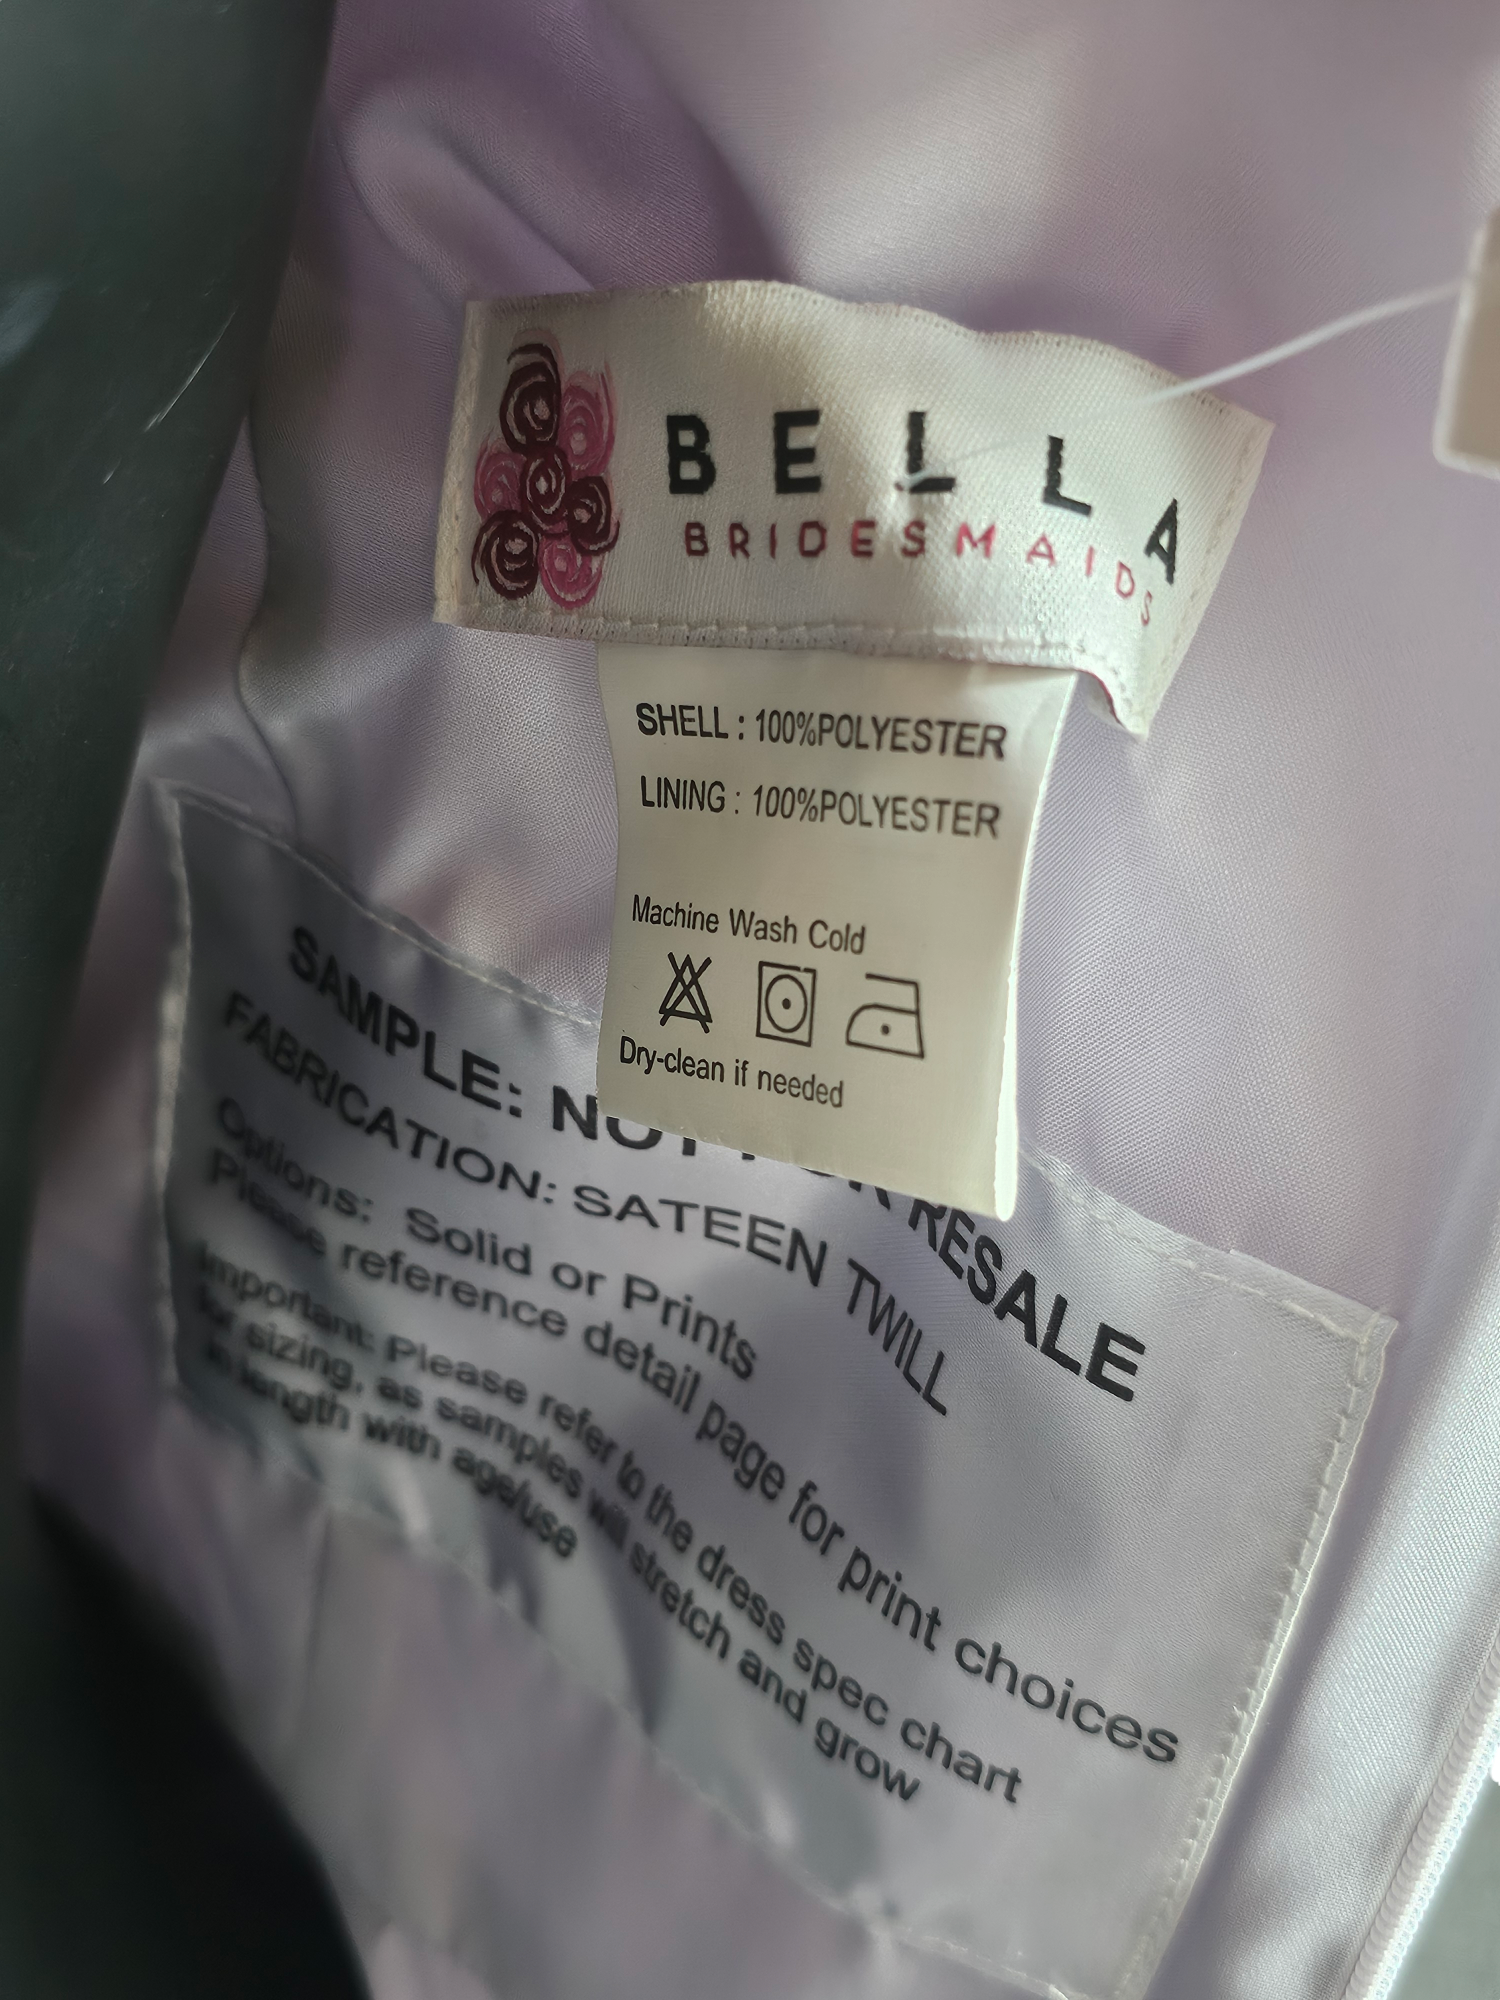 BELLA
BRIDESMAIDS
SHELL : 100%POLYESTER
LINING : 100%POLYESTER
Machine Wash Cold
Dry-clean if needed
SAMPLE: NOT FOR RESALE
FABRICATION: SATEEN TWILL
Options: Solid or Prints
Please reference detail page for print choices
Important: Please refer to the dress spec chart
for sizing, as samples will stretch and grow
in length with age/use